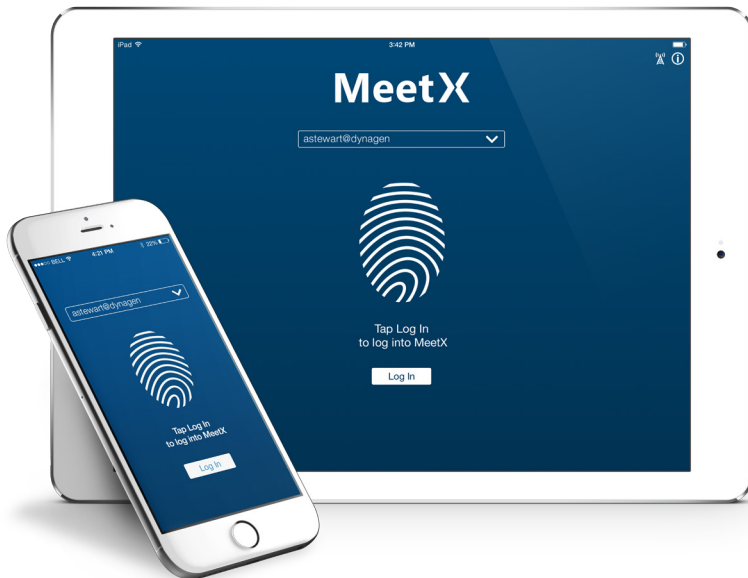 iPad 3:42 PM
MeetX
astewart@dynagen
Tap Log In
to log into MeetX
Log In
BELL 4:21 PM 22%
astewart@dynagen
Tap Log In
to log into MeetX
Log In